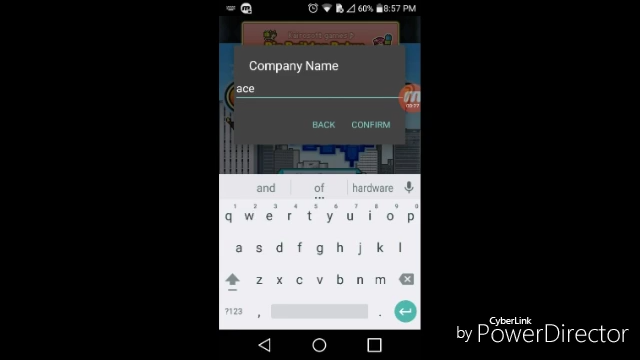 60% 8:57 PM
Company Name
ace
BACK CONFIRM
and of hardware
1 2 3 4 5 6 7 8 9 0
q w e r t y u i o p
a s d f g h j k l
z x c v b n m
?123 , .
CyberLink
by PowerDirector